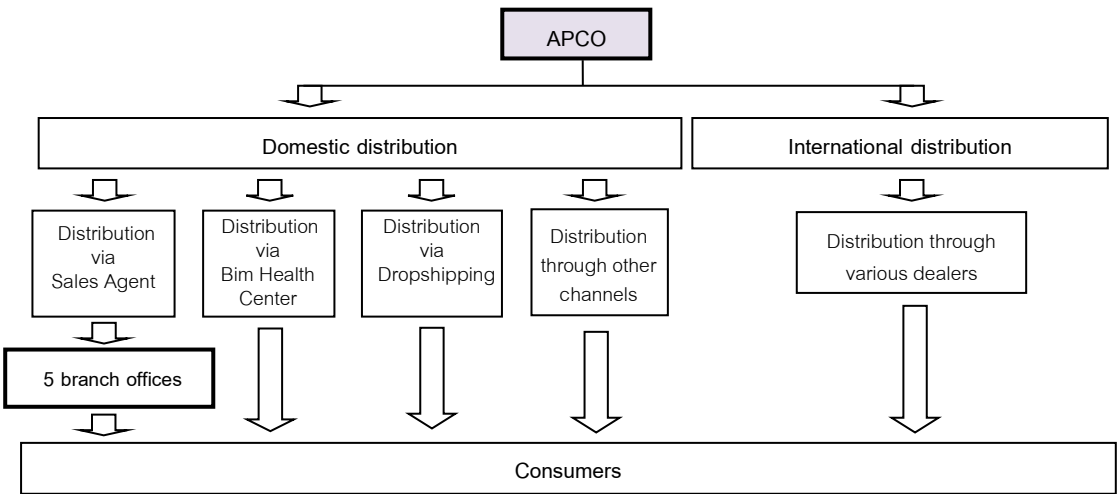 APCO
Domestic distribution
International distribution
Distribution
via
Sales Agent
Distribution
via
Bim Health
Center
Distribution
via
Dropshipping
Distribution
through other
channels
Distribution through
various dealers
5 branch offices
Consumers